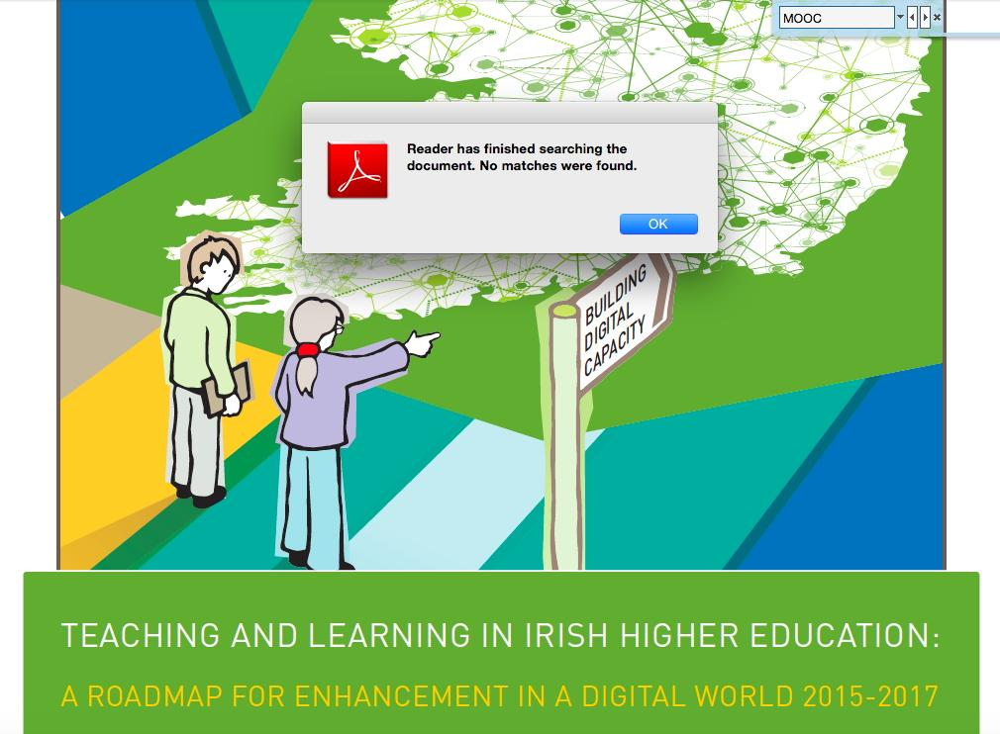 MOOC
Reader has finished searching the
document. No matches were found.
OK
BUILDING
DIGITAL
CAPACITY
TEACHING AND LEARNING IN IRISH HIGHER EDUCATION:
A ROADMAP FOR ENHANCEMENT IN A DIGITAL WORLD 2015-2017